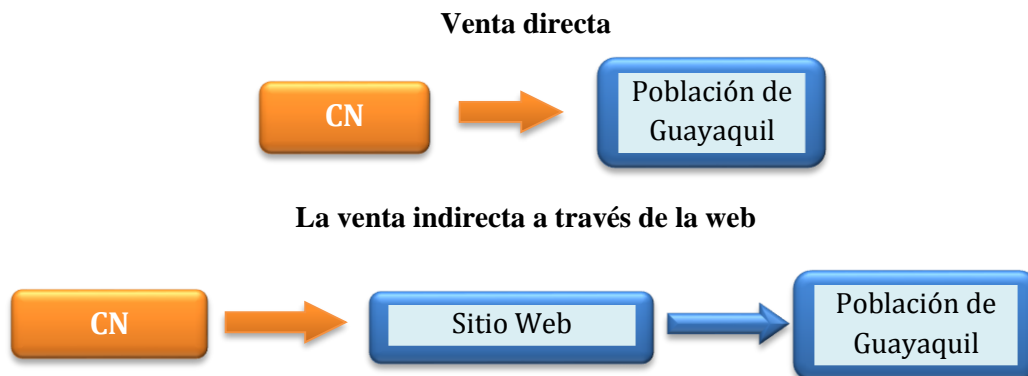 Venta directa
CN
Población de
Guayaquil
La venta indirecta a través de la web
CN
Sitio Web
Población de
Guayaquil